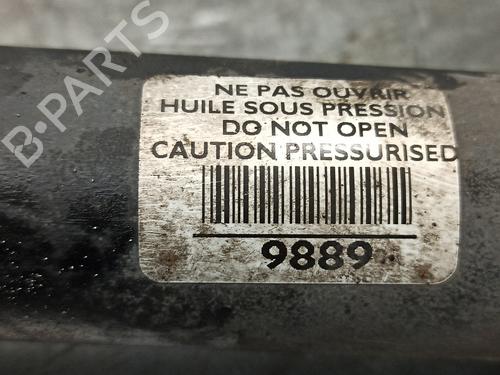 B-PARTS
NE PAS OUVRIR
HUILE SOUS PRESSION
DO NOT OPEN
CAUTION PRESSURISED
9889